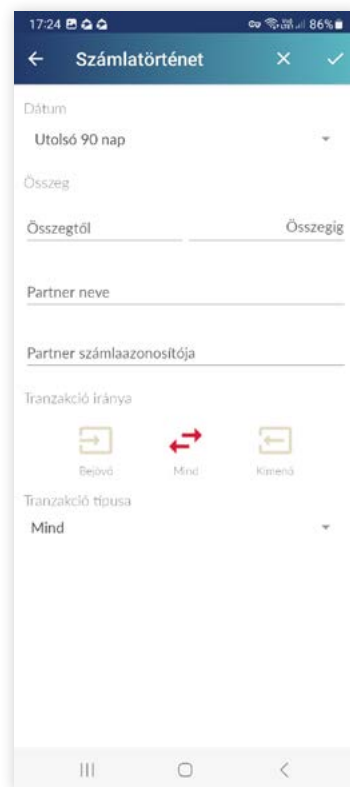 17:24 86%
Számlatörténet
Dátum
Utolsó 90 nap
Összeg
Összegtől Összegig
Partner neve
Partner számlaazonosítója
Tranzakció iránya
Bejövő Mind Kimenő
Tranzakció típusa
Mind